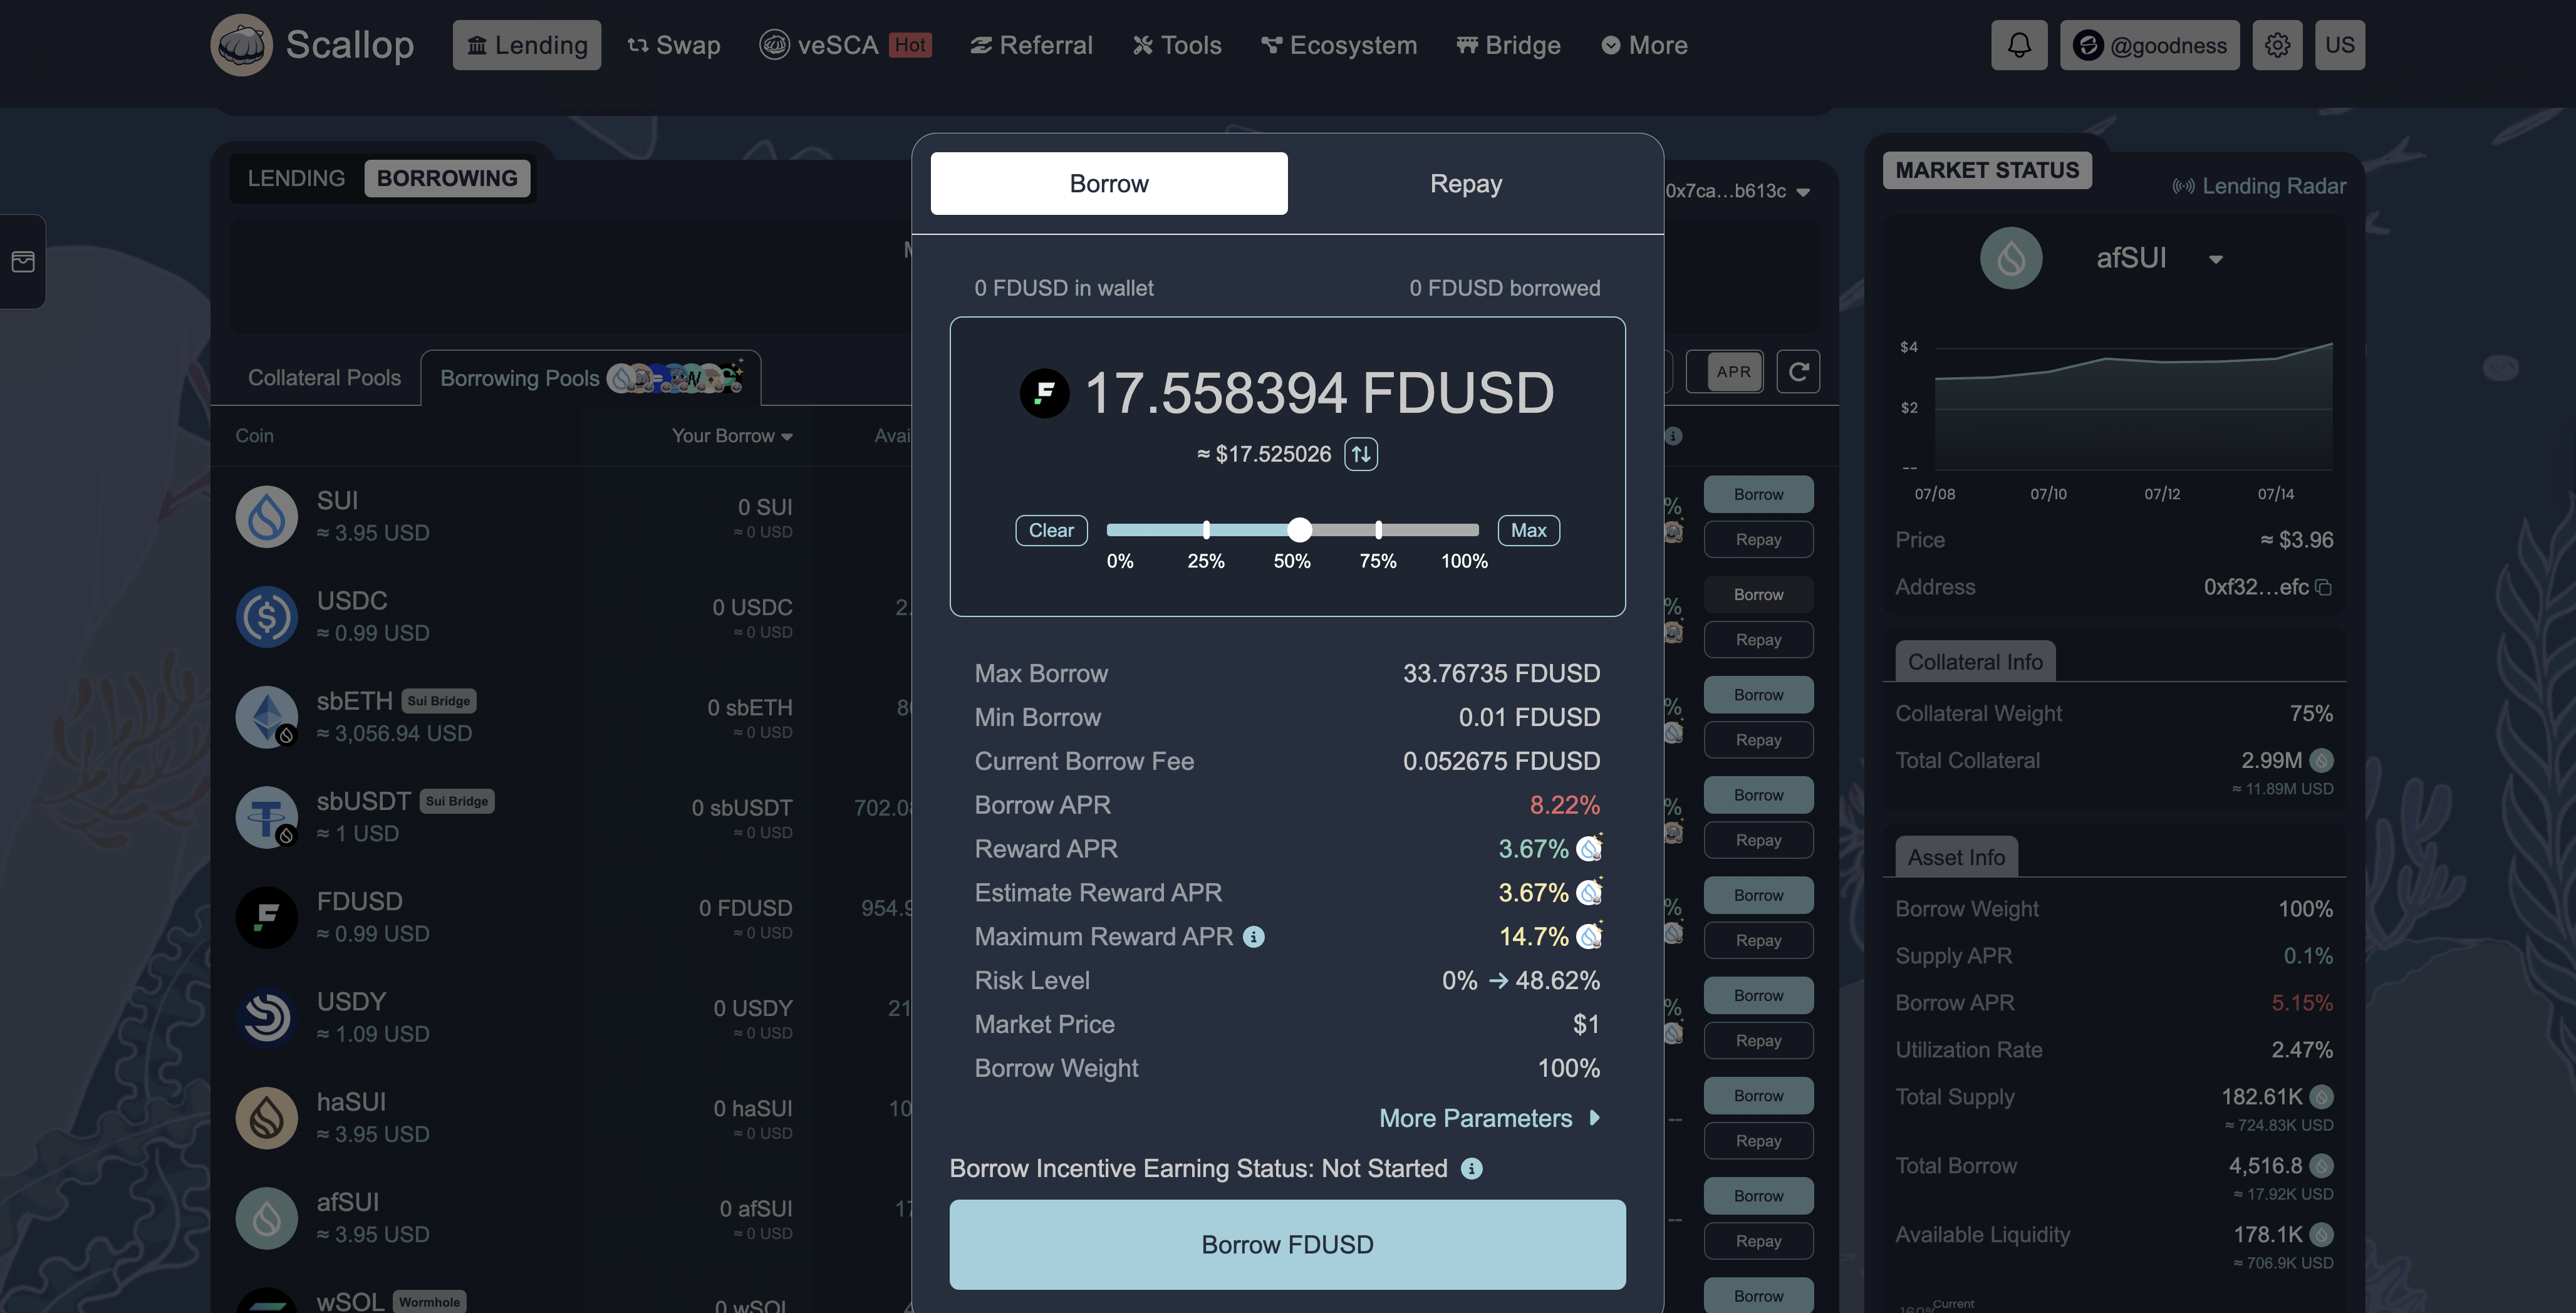 Scallop
Lending
Swap
veSCA Hot
Referral
Tools
Ecosystem
Bridge
More
@goodness
US
LENDING
BORROWING
0x7ca...b613c
Collateral Pools
Borrowing Pools
APR
Coin
Your Borrow
SUI
≈ 3.95 USD
0 SUI
≈ 0 USD
Borrow
Repay
USDC
≈ 0.99 USD
0 USDC
≈ 0 USD
2.
Borrow
Repay
sbETH Sui Bridge
≈ 3,056.94 USD
0 sbETH
≈ 0 USD
Borrow
Repay
sbUSDT Sui Bridge
≈ 1 USD
0 sbUSDT
≈ 0 USD
702.0
Borrow
Repay
FDUSD
≈ 0.99 USD
0 FDUSD
≈ 0 USD
954.9
Borrow
Repay
USDY
≈ 1.09 USD
0 USDY
≈ 0 USD
21
Borrow
Repay
haSUI
≈ 3.95 USD
0 haSUI
≈ 0 USD
10
--
Borrow
Repay
afSUI
≈ 3.95 USD
0 afSUI
≈ 0 USD
17
--
Borrow
Repay
wSOL Wormhole
0 wSOL
Borrow
Borrow
Repay
0 FDUSD in wallet
0 FDUSD borrowed
17.558394 FDUSD
≈ $17.525026
Clear
Max
0% 25% 50% 75% 100%
Max Borrow 33.76735 FDUSD
Min Borrow 0.01 FDUSD
Current Borrow Fee 0.052675 FDUSD
Borrow APR 8.22%
Reward APR 3.67%
Estimate Reward APR 3.67%
Maximum Reward APR 14.7%
Risk Level 0% → 48.62%
Market Price $1
Borrow Weight 100%
More Parameters
Borrow Incentive Earning Status: Not Started
Borrow FDUSD
MARKET STATUS
Lending Radar
afSUI
$4
$2
--
07/08 07/10 07/12 07/14
Price ≈ $3.96
Address 0xf32...efc
Collateral Info
Collateral Weight 75%
Total Collateral 2.99M
≈ 11.89M USD
Asset Info
Borrow Weight 100%
Supply APR 0.1%
Borrow APR 5.15%
Utilization Rate 2.47%
Total Supply 182.61K
≈ 724.83K USD
Total Borrow 4,516.8
≈ 17.92K USD
Available Liquidity 178.1K
≈ 706.9K USD
Current